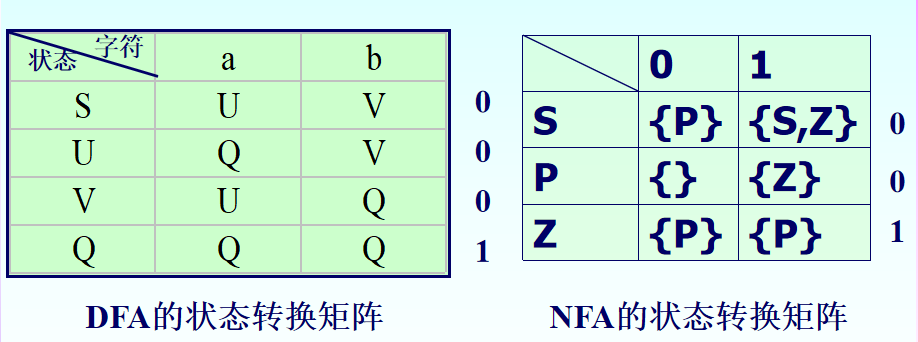 字符
状态 a b
S U V 0
U Q V 0
V U Q 0
Q Q Q 1
DFA的状态转换矩阵
0 1
S {P} {S,Z} 0
P {} {Z} 0
Z {P} {P} 1
NFA的状态转换矩阵